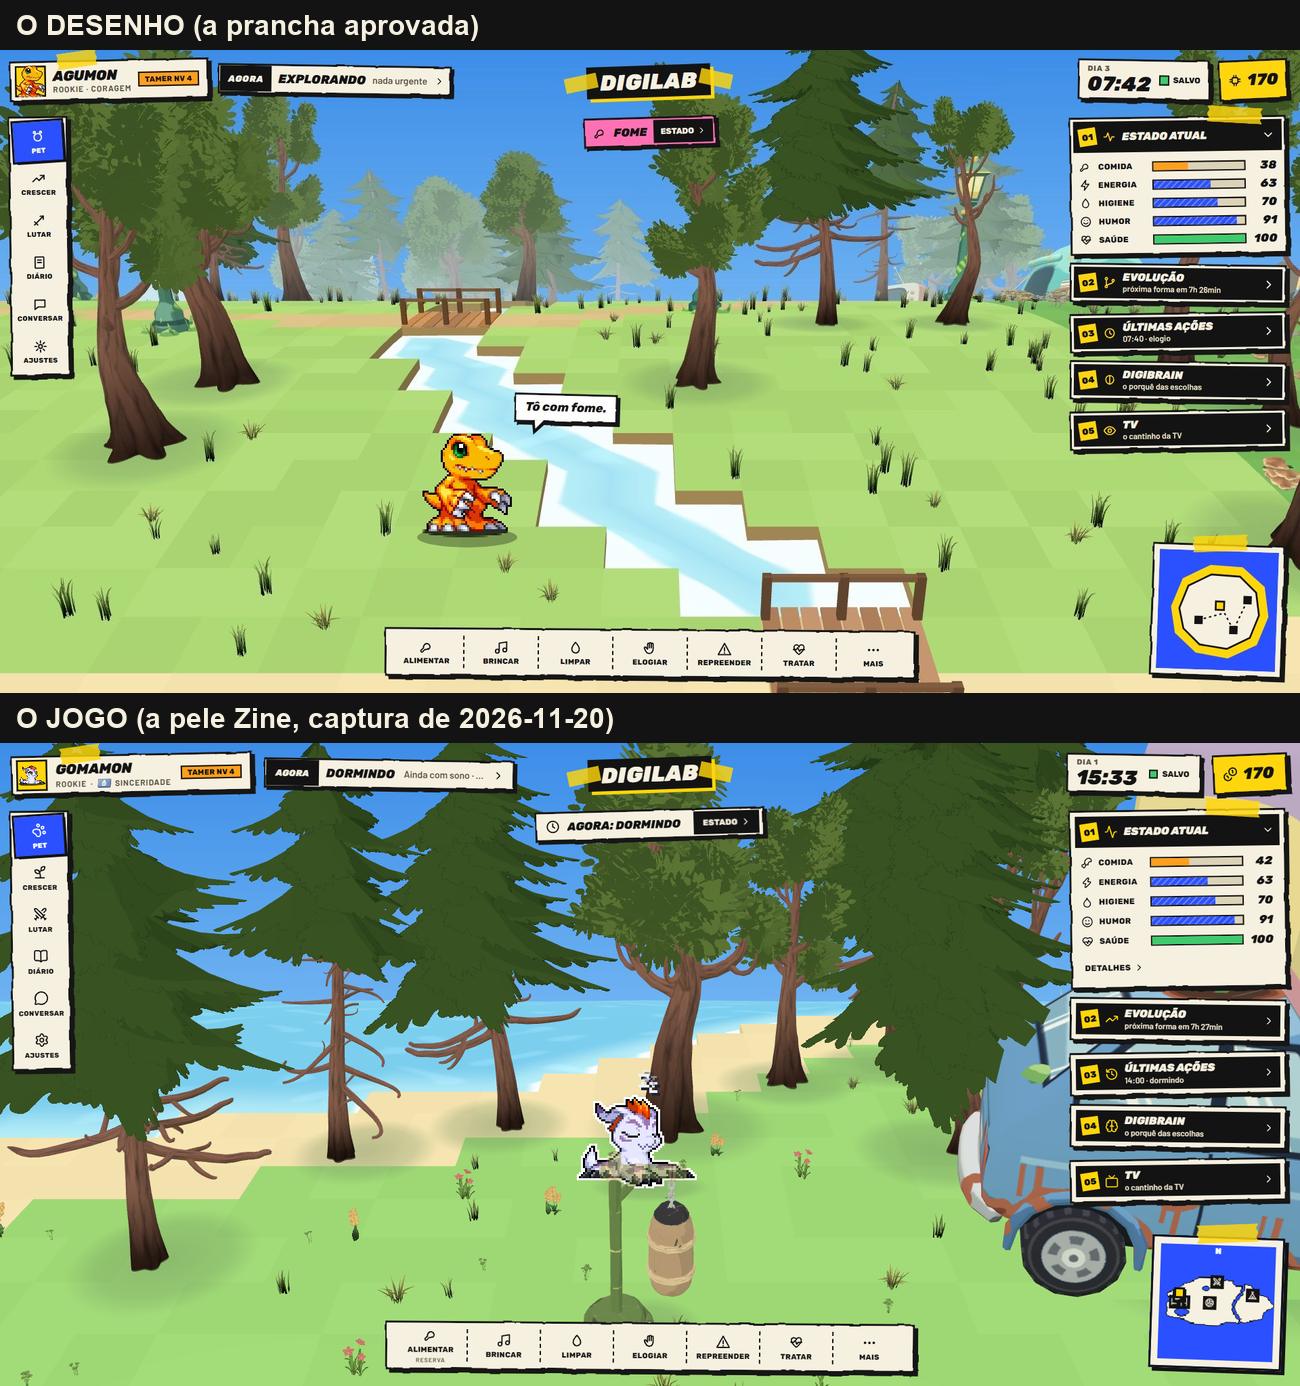 O DESENHO (a prancha aprovada)
AGUMON
ROOKIE · CORAGEM
TAMER NV 4
AGORA EXPLORANDO nada urgente
DIGILAB
DIA 3
07:42 SALVO
170
FOME ESTADO
PET
CRESCER
LUTAR
DIÁRIO
CONVERSAR
AJUSTES
01 ESTADO ATUAL
COMIDA 38
ENERGIA 63
HIGIENE 70
HUMOR 91
SAÚDE 100
02 EVOLUÇÃO
próxima forma em 7h 28min
03 ÚLTIMAS AÇÕES
07:40 · elogio
04 DIGIBRAIN
o porquê das escolhas
05 TV
o cantinho da TV
Tô com fome.
ALIMENTAR BRINCAR LIMPAR ELOGIAR REPREENDER TRATAR MAIS
O JOGO (a pele Zine, captura de 2026-11-20)
GOMAMON
ROOKIE · SINCERIDADE
TAMER NV 4
AGORA DORMINDO Ainda com sono · ...
DIGILAB
DIA 1
15:33 SALVO
170
AGORA: DORMINDO ESTADO
PET
CRESCER
LUTAR
DIÁRIO
CONVERSAR
AJUSTES
01 ESTADO ATUAL
COMIDA 42
ENERGIA 63
HIGIENE 70
HUMOR 91
SAÚDE 100
DETALHES
02 EVOLUÇÃO
próxima forma em 7h 27min
03 ÚLTIMAS AÇÕES
14:00 · dormindo
04 DIGIBRAIN
o porquê das escolhas
05 TV
o cantinho da TV
N
ALIMENTAR BRINCAR LIMPAR ELOGIAR REPREENDER TRATAR MAIS
RESERVA